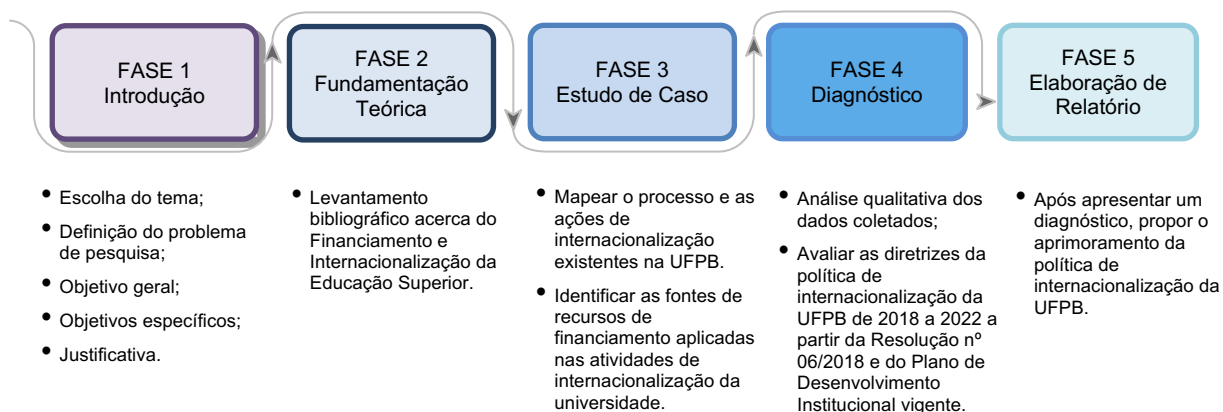 FASE 1
Introdução
FASE 2
Fundamentação
Teórica
FASE 3
Estudo de Caso
FASE 4
Diagnóstico
FASE 5
Elaboração de
Relatório
• Escolha do tema;
• Definição do problema
de pesquisa;
• Objetivo geral;
• Objetivos específicos;
• Justificativa.
• Levantamento
bibliográfico acerca do
Financiamento e
Internacionalização da
Educação Superior.
• Mapear o processo e as
ações de
internacionalização
existentes na UFPB.
• Identificar as fontes de
recursos de
financiamento aplicadas
nas atividades de
internacionalização da
universidade.
• Análise qualitativa dos
dados coletados;
• Avaliar as diretrizes da
política de
internacionalização da
UFPB de 2018 a 2022 a
partir da Resolução nº
06/2018 e do Plano de
Desenvolvimento
Institucional vigente.
• Após apresentar um
diagnóstico, propor o
aprimoramento da
política de
internacionalização da
UFPB.